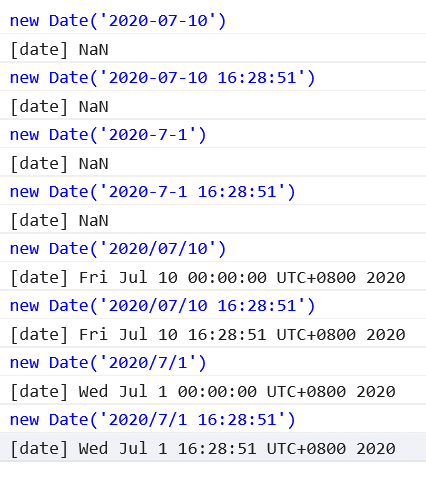 new Date('2020-07-10')
[date] NaN
new Date('2020-07-10 16:28:51')
[date] NaN
new Date('2020-7-1')
[date] NaN
new Date('2020-7-1 16:28:51')
[date] NaN
new Date('2020/07/10')
[date] Fri Jul 10 00:00:00 UTC+0800 2020
new Date('2020/07/10 16:28:51')
[date] Fri Jul 10 16:28:51 UTC+0800 2020
new Date('2020/7/1')
[date] Wed Jul 1 00:00:00 UTC+0800 2020
new Date('2020/7/1 16:28:51')
[date] Wed Jul 1 16:28:51 UTC+0800 2020